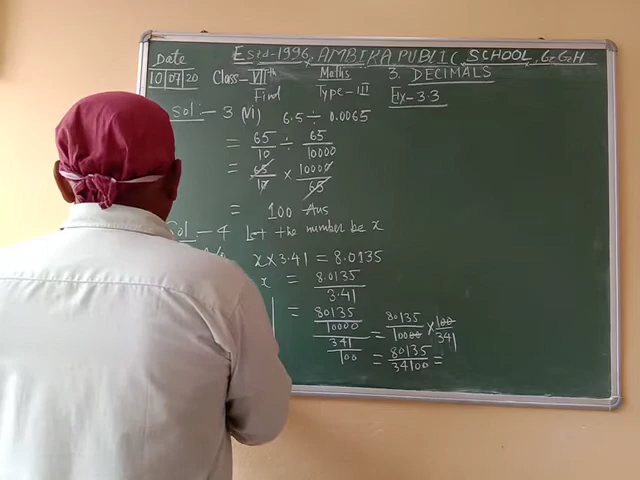 Date
10 07 20
Estd-1996, AMBIKA PUBLIC, SCHOOL, GZGH
Class-VIIth Maths 3. DECIMALS
Find Type-III Ex-3.3
Sol:- 3 (vi) 6.5 ÷ 0.0065
= 65/10 ÷ 65/10000
= 65/10 × 10000/65
= 100 Ans
Sol-4 Let the number be x
x × 3.41 = 8.0135
x = 8.0135/3.41
= 80135/10000 / 341/100 = 80135/10000 × 100/341
= 80135/34100 =